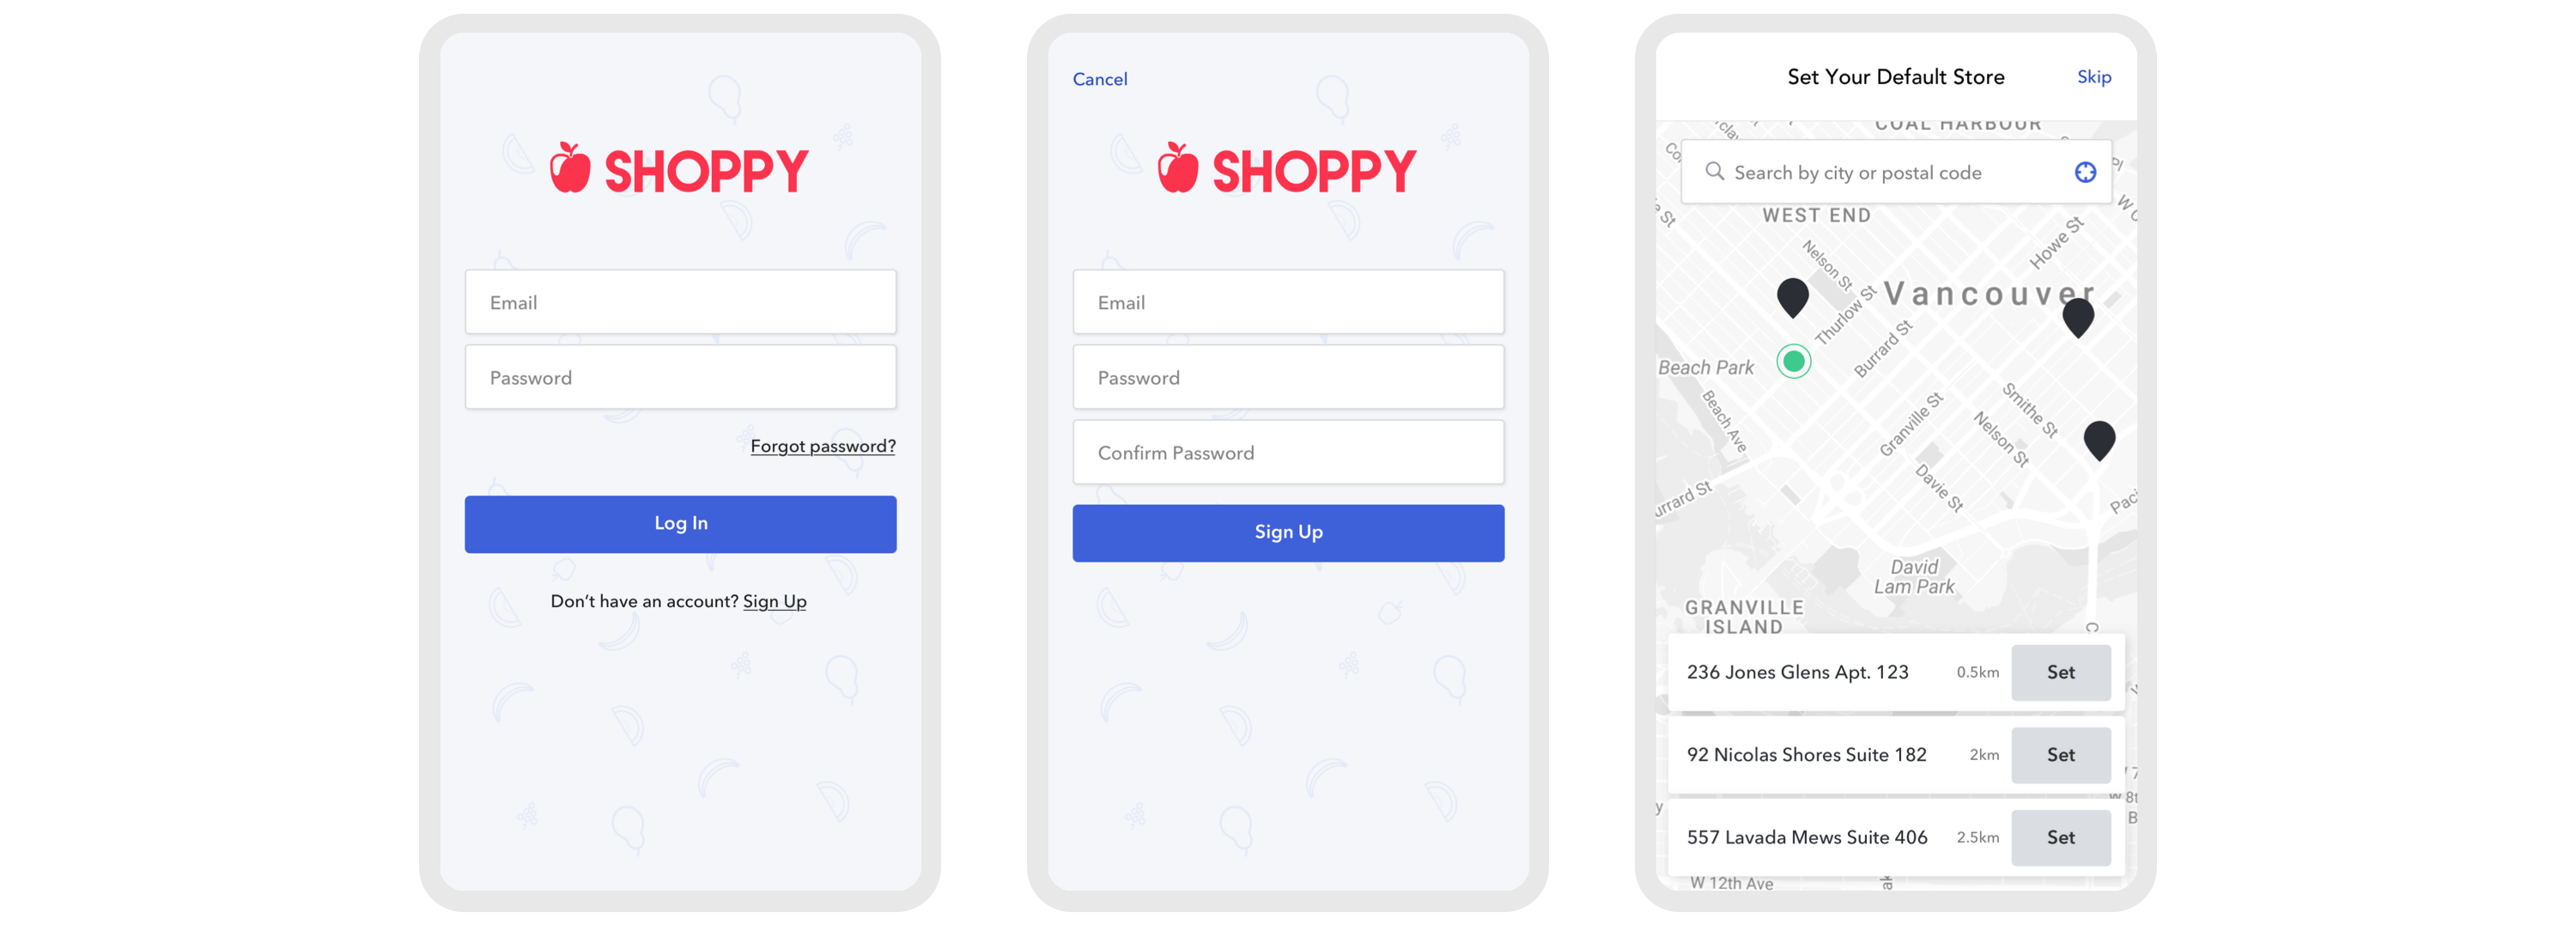 SHOPPY
Email
Password
Forgot password?
Log In
Don't have an account? Sign Up
Cancel
SHOPPY
Email
Password
Confirm Password
Sign Up
Set Your Default Store
Skip
COAL HARBOUR
Search by city or postal code
WEST END
Howe St
Nelson St
Vancouver
Thurlow St
Burrard St
Beach Park
Beach Ave
Smithe St
Granville St
Nelson St
Davie St
David
Lam Park
GRANVILLE
ISLAND
236 Jones Glens Apt. 123 0.5km Set
92 Nicolas Shores Suite 182 2km Set
557 Lavada Mews Suite 406 2.5km Set
W 12th Ave